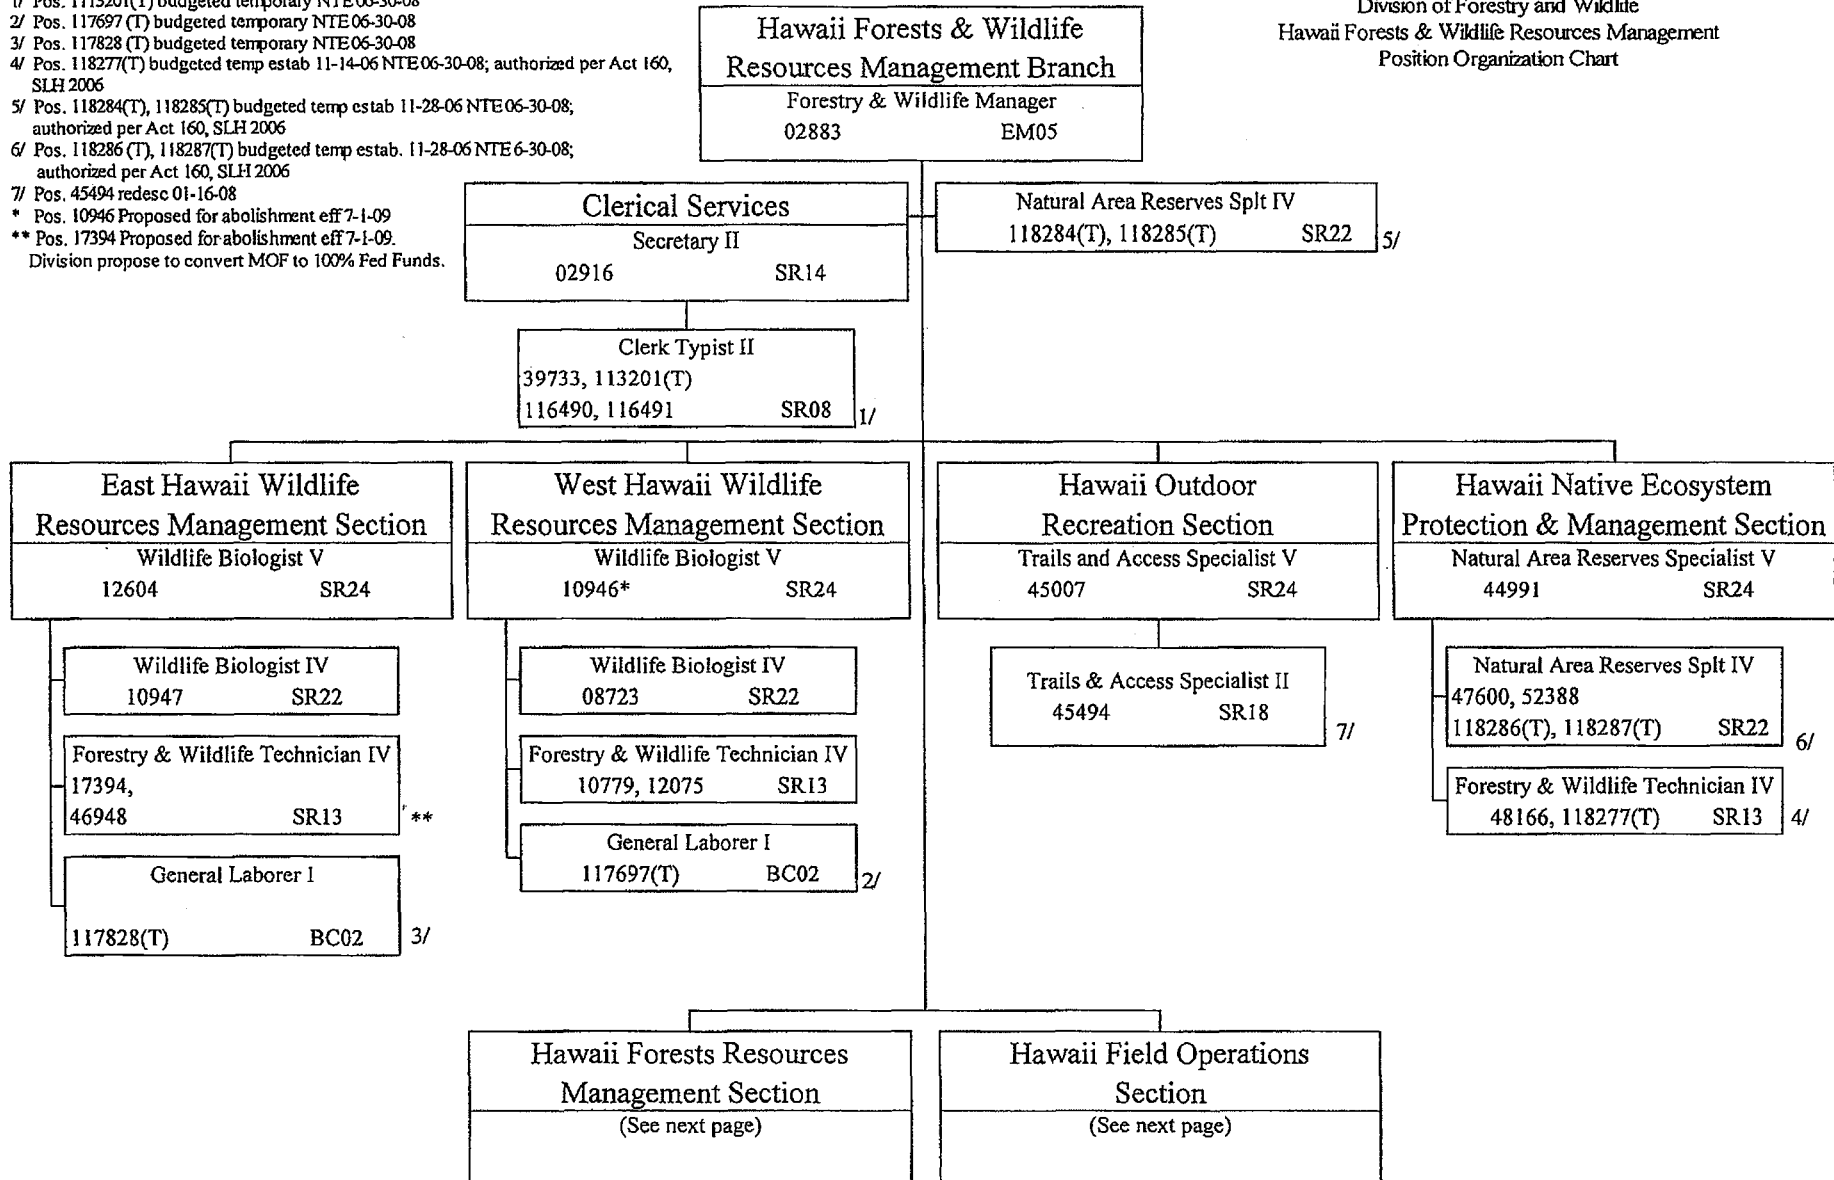 1/ Pos. 1113201(T) budgeted temporary NTE 06-30-08
2/ Pos. 117697 (T) budgeted temporary NTE 06-30-08
3/ Pos. 117828 (T) budgeted temporary NTE 06-30-08
4/ Pos. 118277(T) budgeted temp estab 11-14-06 NTE 06-30-08; authorized per Act 160,
SLH 2006
5/ Pos. 118284(T), 118285(T) budgeted temp estab 11-28-06 NTE 06-30-08;
authorized per Act 160, SLH 2006
6/ Pos. 118286 (T), 118287(T) budgeted temp estab. 11-28-06 NTE 6-30-08;
authorized per Act 160, SLH 2006
7/ Pos. 45494 redesc 01-16-08
* Pos. 10946 Proposed for abolishment eff 7-1-09
** Pos. 17394 Proposed for abolishment eff 7-1-09.
Division propose to convert MOF to 100% Fed Funds.
Division of Forestry and Wildlife
Hawaii Forests & Wildlife Resources Management
Position Organization Chart
Hawaii Forests & Wildlife
Resources Management Branch
Forestry & Wildlife Manager
02883 EM05
Clerical Services
Secretary II
02916 SR14
Natural Area Reserves Splt IV
118284(T), 118285(T) SR22 5/
Clerk Typist II
39733, 113201(T)
116490, 116491 SR08 1/
East Hawaii Wildlife
Resources Management Section
Wildlife Biologist V
12604 SR24
Wildlife Biologist IV
10947 SR22
Forestry & Wildlife Technician IV
17394,
46948 SR13 **
General Laborer I
117828(T) BC02 3/
West Hawaii Wildlife
Resources Management Section
Wildlife Biologist V
10946* SR24
Wildlife Biologist IV
08723 SR22
Forestry & Wildlife Technician IV
10779, 12075 SR13
General Laborer I
117697(T) BC02 2/
Hawaii Outdoor
Recreation Section
Trails and Access Specialist V
45007 SR24
Trails & Access Specialist II
45494 SR18 7/
Hawaii Native Ecosystem
Protection & Management Section
Natural Area Reserves Specialist V
44991 SR24
Natural Area Reserves Splt IV
47600, 52388
118286(T), 118287(T) SR22 6/
Forestry & Wildlife Technician IV
48166, 118277(T) SR13 4/
Hawaii Forests Resources
Management Section
(See next page)
Hawaii Field Operations
Section
(See next page)